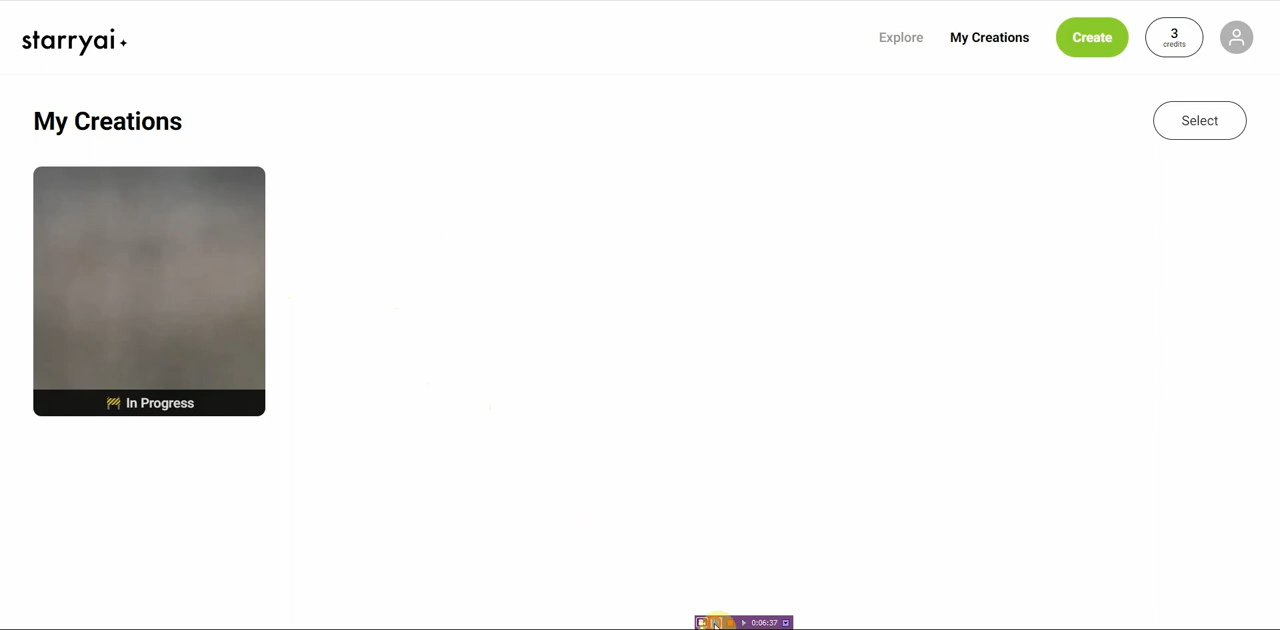 starryai
Explore
My Creations
Create
3
credits
My Creations
Select
In Progress
0:06:37